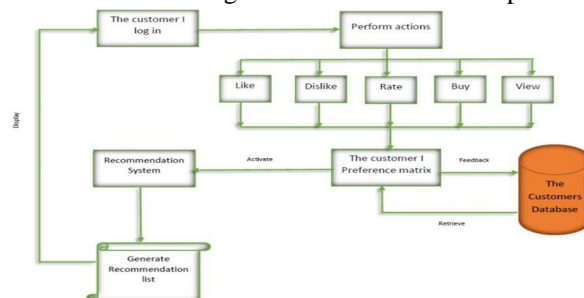 The customer I
log in
Perform actions
Like
Dislike
Rate
Buy
View
Display
Recommendation
System
Activate
The customer I
Preference matrix
Feedback
The
Customers
Database
Retrieve
Generate
Recommendation
list